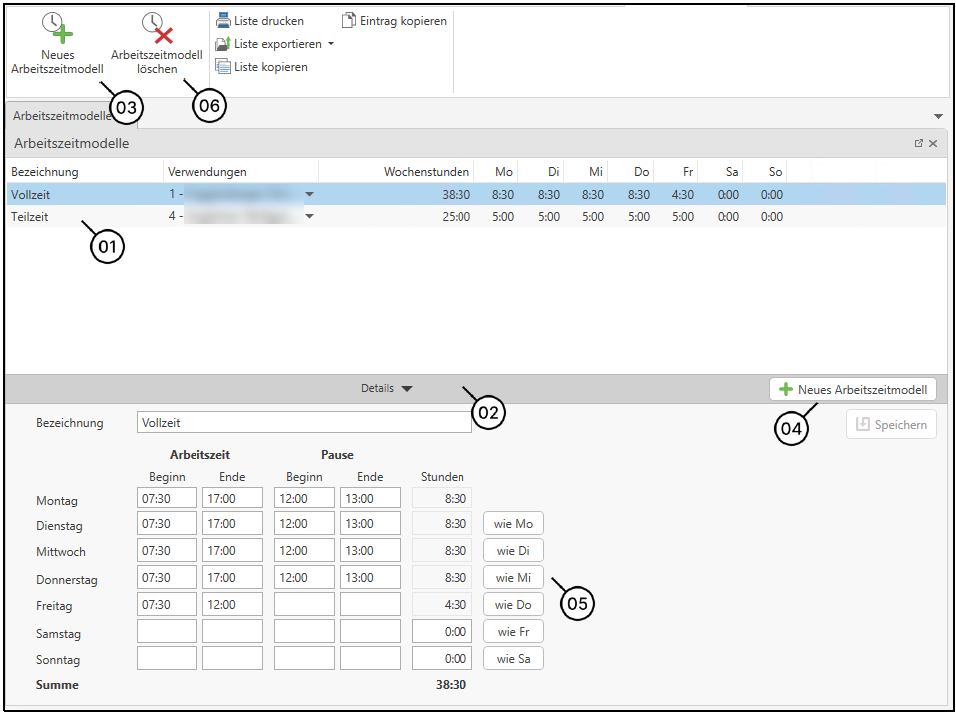 Neues
Arbeitszeitmodell
Arbeitszeitmodell
löschen
Liste drucken
Liste exportieren
Liste kopieren
Eintrag kopieren
03
06
Arbeitszeitmodelle
Arbeitszeitmodelle
Bezeichnung Verwendungen Wochenstunden Mo Di Mi Do Fr Sa So
Vollzeit 1 - 38:30 8:30 8:30 8:30 8:30 4:30 0:00 0:00
Teilzeit 4 - 25:00 5:00 5:00 5:00 5:00 5:00 0:00 0:00
01
Details
Neues Arbeitszeitmodell
02
04
Bezeichnung Vollzeit
Speichern
Arbeitszeit Pause
Beginn Ende Beginn Ende Stunden
Montag 07:30 17:00 12:00 13:00 8:30
Dienstag 07:30 17:00 12:00 13:00 8:30 wie Mo
Mittwoch 07:30 17:00 12:00 13:00 8:30 wie Di
Donnerstag 07:30 17:00 12:00 13:00 8:30 wie Mi
05
Freitag 07:30 12:00 4:30 wie Do
Samstag 0:00 wie Fr
Sonntag 0:00 wie Sa
Summe 38:30